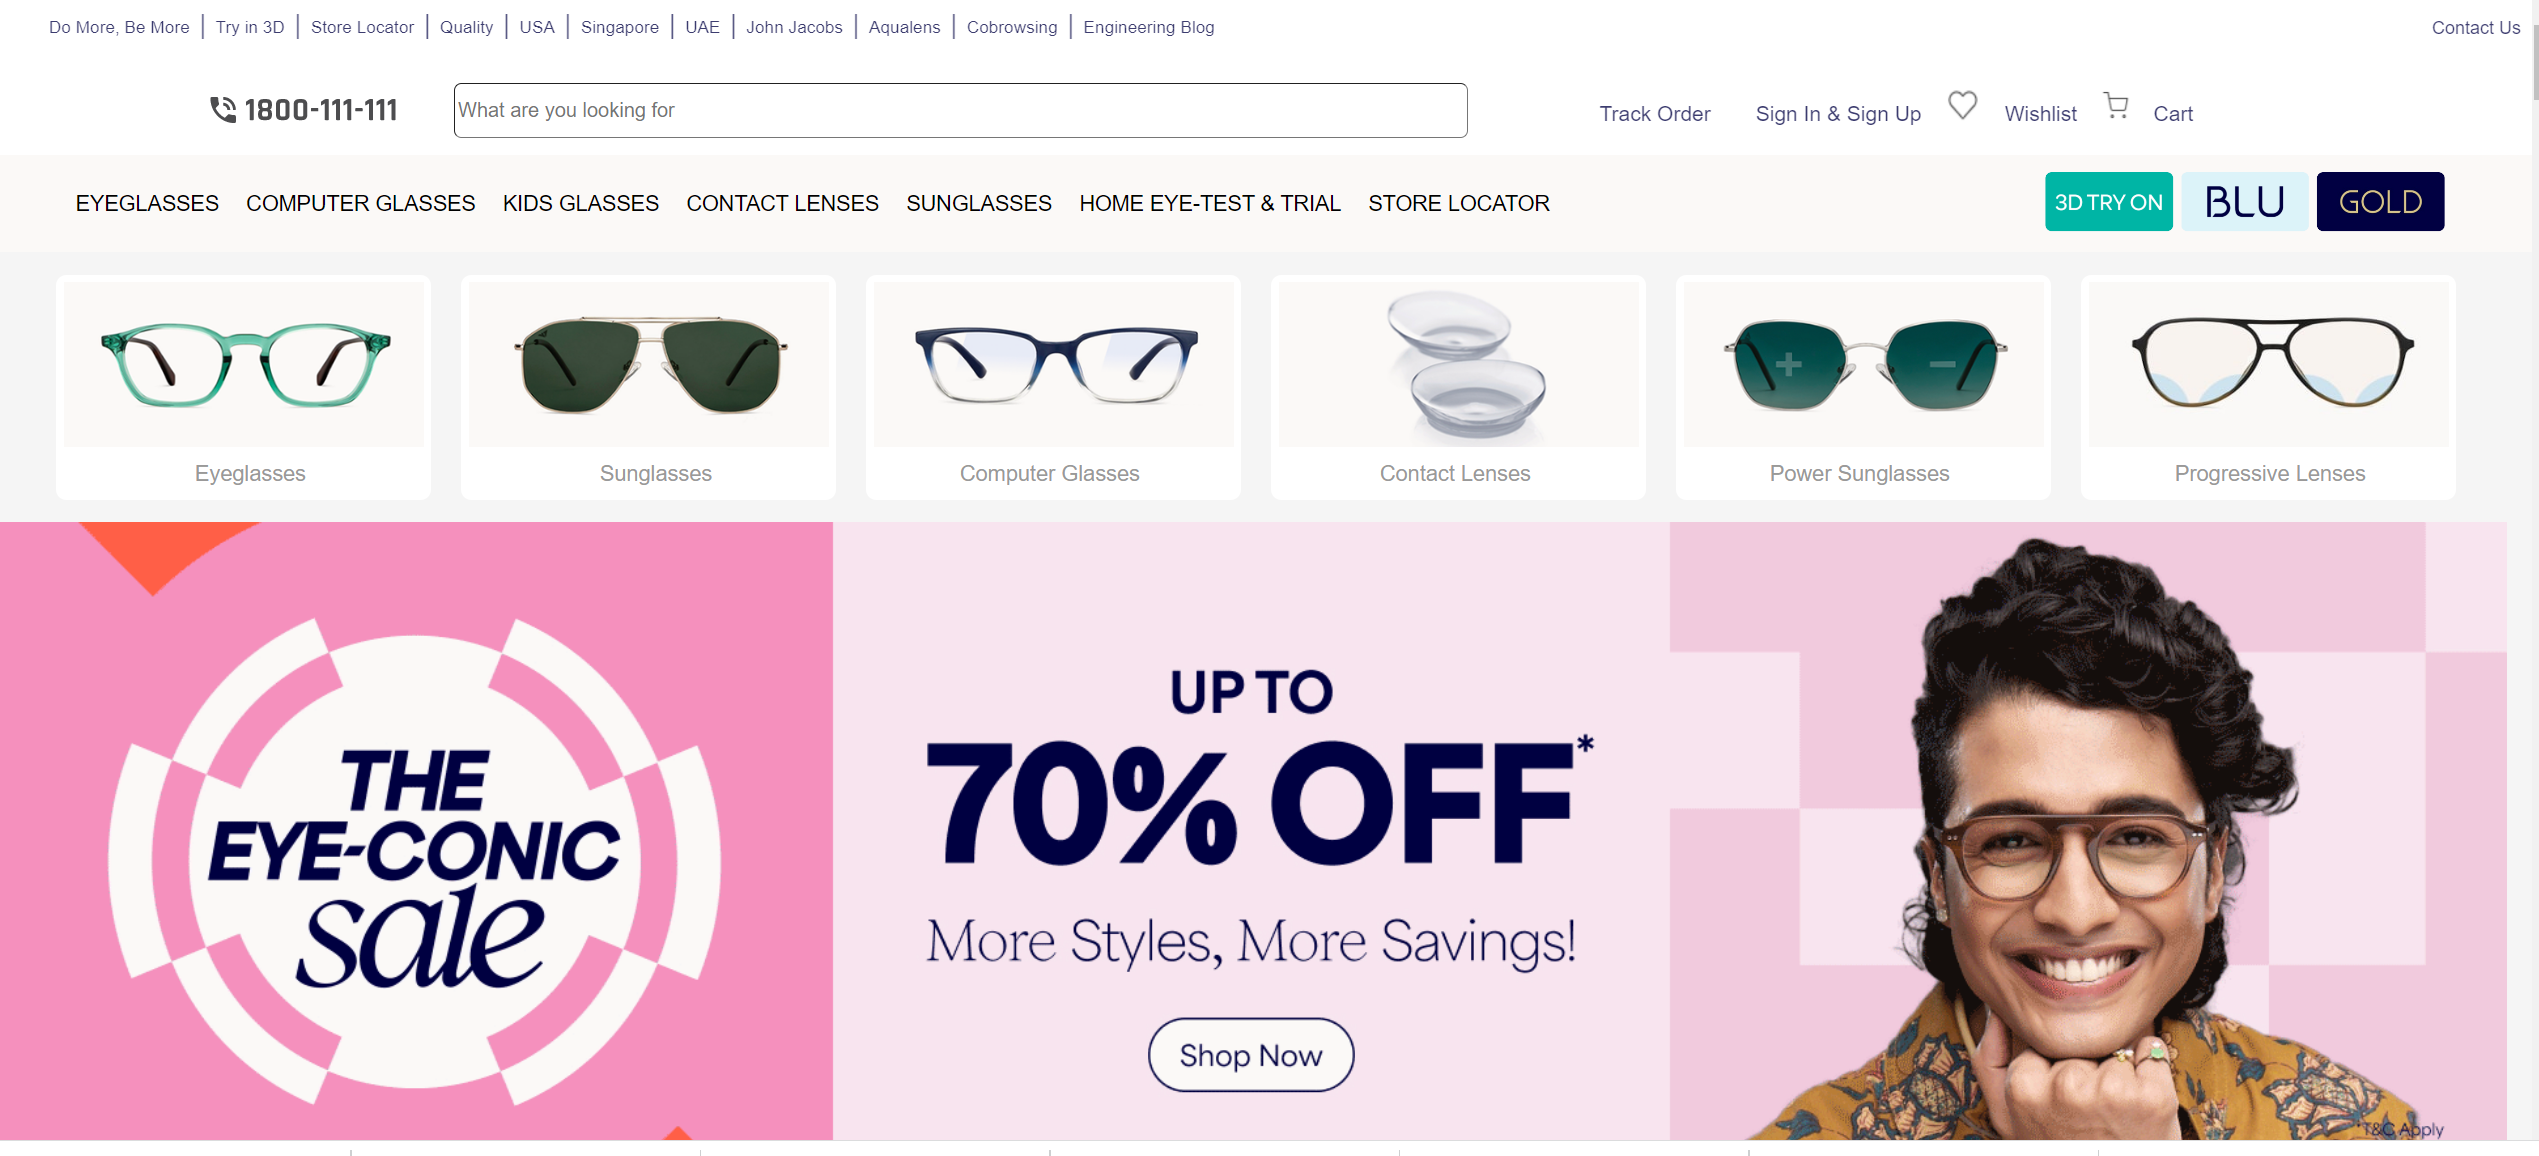 Do More, Be More | Try in 3D | Store Locator | Quality | USA | Singapore | UAE | John Jacobs | Aqualens | Cobrowsing | Engineering Blog
Contact Us
1800-111-111
What are you looking for
Track Order
Sign In & Sign Up
Wishlist
Cart
EYEGLASSES COMPUTER GLASSES KIDS GLASSES CONTACT LENSES SUNGLASSES HOME EYE-TEST & TRIAL STORE LOCATOR
3D TRY ON
BLU
GOLD
Eyeglasses
Sunglasses
Computer Glasses
Contact Lenses
Power Sunglasses
Progressive Lenses
THE
EYE-CONIC
sale
UP TO
70% OFF*
More Styles, More Savings!
Shop Now
*T&C Apply